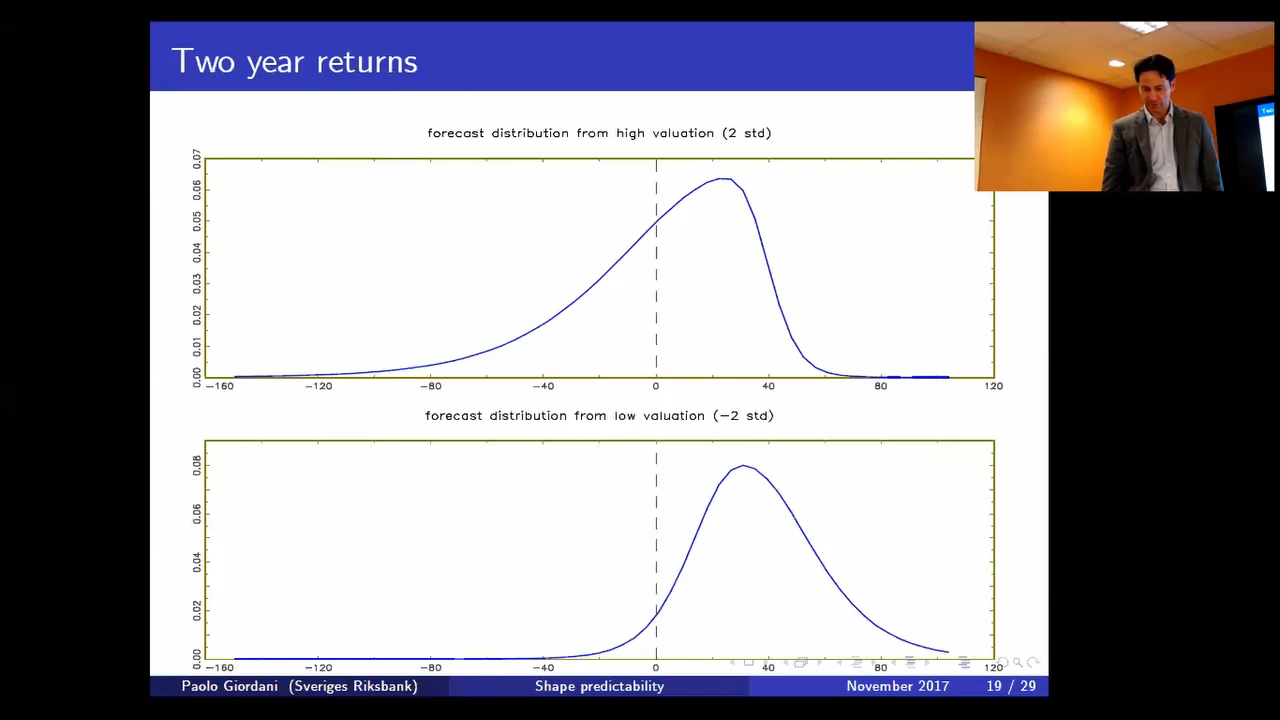 Two year returns
forecast distribution from high valuation (2 std)
0.07
0.06
0.05
0.04
0.03
0.02
0.01
0.00
−160 −120 −80 −40 0 40 80 120
forecast distribution from low valuation (−2 std)
0.08
0.06
0.04
0.02
0.00
−160 −120 −80 −40 0 40 80 120
Paolo Giordani (Sveriges Riksbank) Shape predictability November 2017 19 / 29